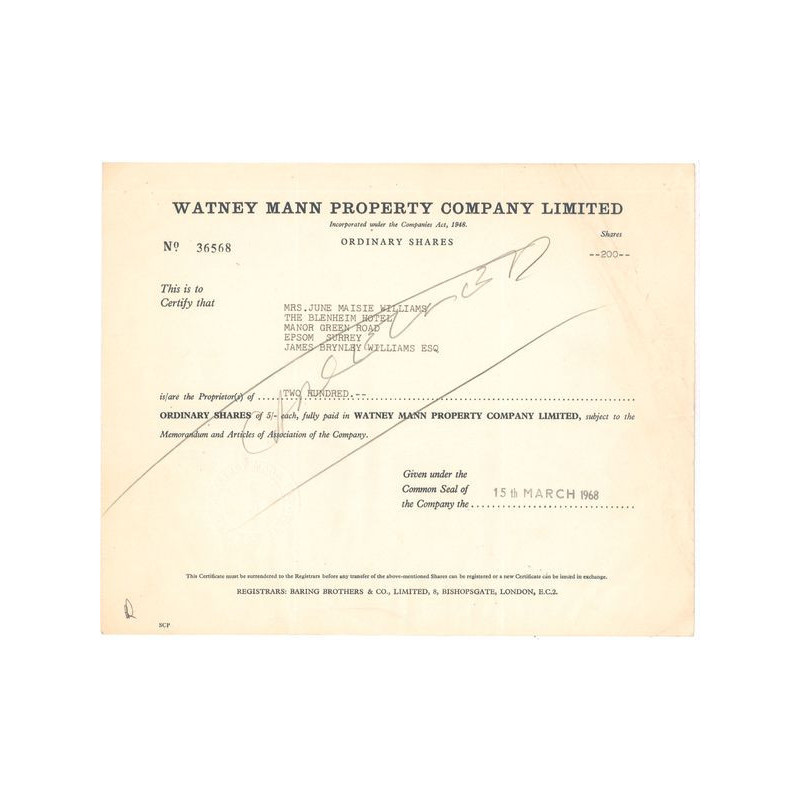 WATNEY MANN PROPERTY COMPANY LIMITED
Incorporated under the Companies Act, 1948.
Nº 36568
ORDINARY SHARES
Shares
--200--
This is to
Certify that
MRS.JUNE MAISIE WILLIAMS
THE BLENHEIM HOTEL
MANOR GREEN ROAD
EPSOM SURREY
JAMES BRYNLEY WILLIAMS ESQ
Cancelled
is/are the Proprietor(s) of TWO HUNDRED.--
ORDINARY SHARES of 5/- each, fully paid in WATNEY MANN PROPERTY COMPANY LIMITED, subject to the
Memorandum and Articles of Association of the Company.
Given under the
Common Seal of
the Company the 15th MARCH 1968
This Certificate must be surrendered to the Registrars before any transfer of the above-mentioned Shares can be registered or a new Certificate can be issued in exchange.
REGISTRARS: BARING BROTHERS & CO., LIMITED, 8, BISHOPSGATE, LONDON, E.C.2.
SCP